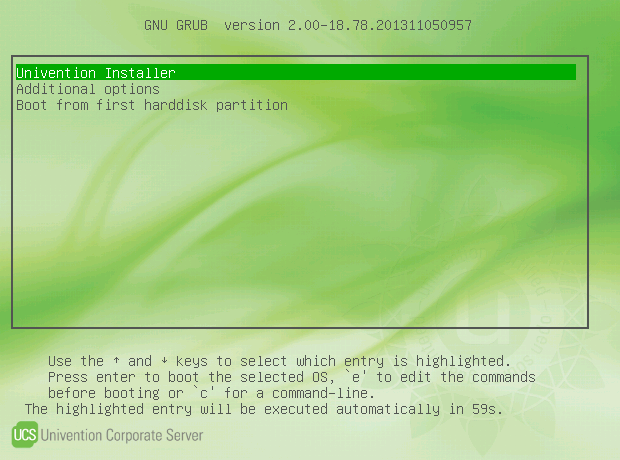 GNU GRUB  version 2.00-18.78.201311050957
Univention Installer
Additional options
Boot from first harddisk partition
Use the ↑ and ↓ keys to select which entry is highlighted.
Press enter to boot the selected OS, `e' to edit the commands
before booting or `c' for a command-line.
The highlighted entry will be executed automatically in 59s.
UCS Univention Corporate Server